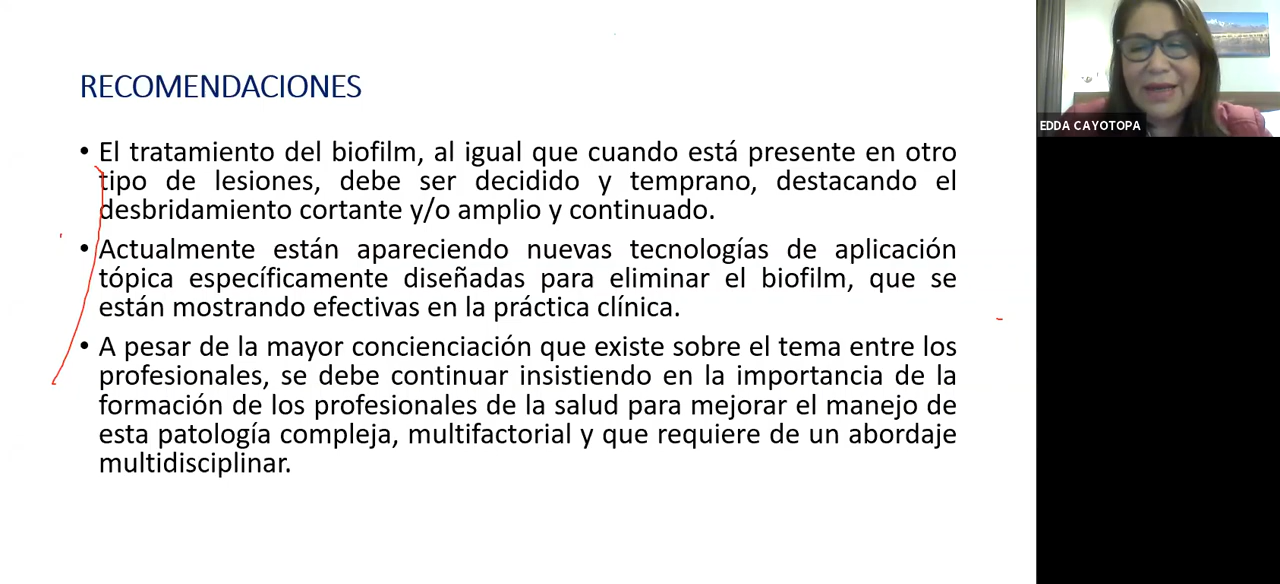 RECOMENDACIONES
• El tratamiento del biofilm, al igual que cuando está presente en otro
tipo de lesiones, debe ser decidido y temprano, destacando el
desbridamiento cortante y/o amplio y continuado.
• Actualmente están apareciendo nuevas tecnologías de aplicación
tópica específicamente diseñadas para eliminar el biofilm, que se
están mostrando efectivas en la práctica clínica.
• A pesar de la mayor concienciación que existe sobre el tema entre los
profesionales, se debe continuar insistiendo en la importancia de la
formación de los profesionales de la salud para mejorar el manejo de
esta patología compleja, multifactorial y que requiere de un abordaje
multidisciplinar.
EDDA CAYOTOPA